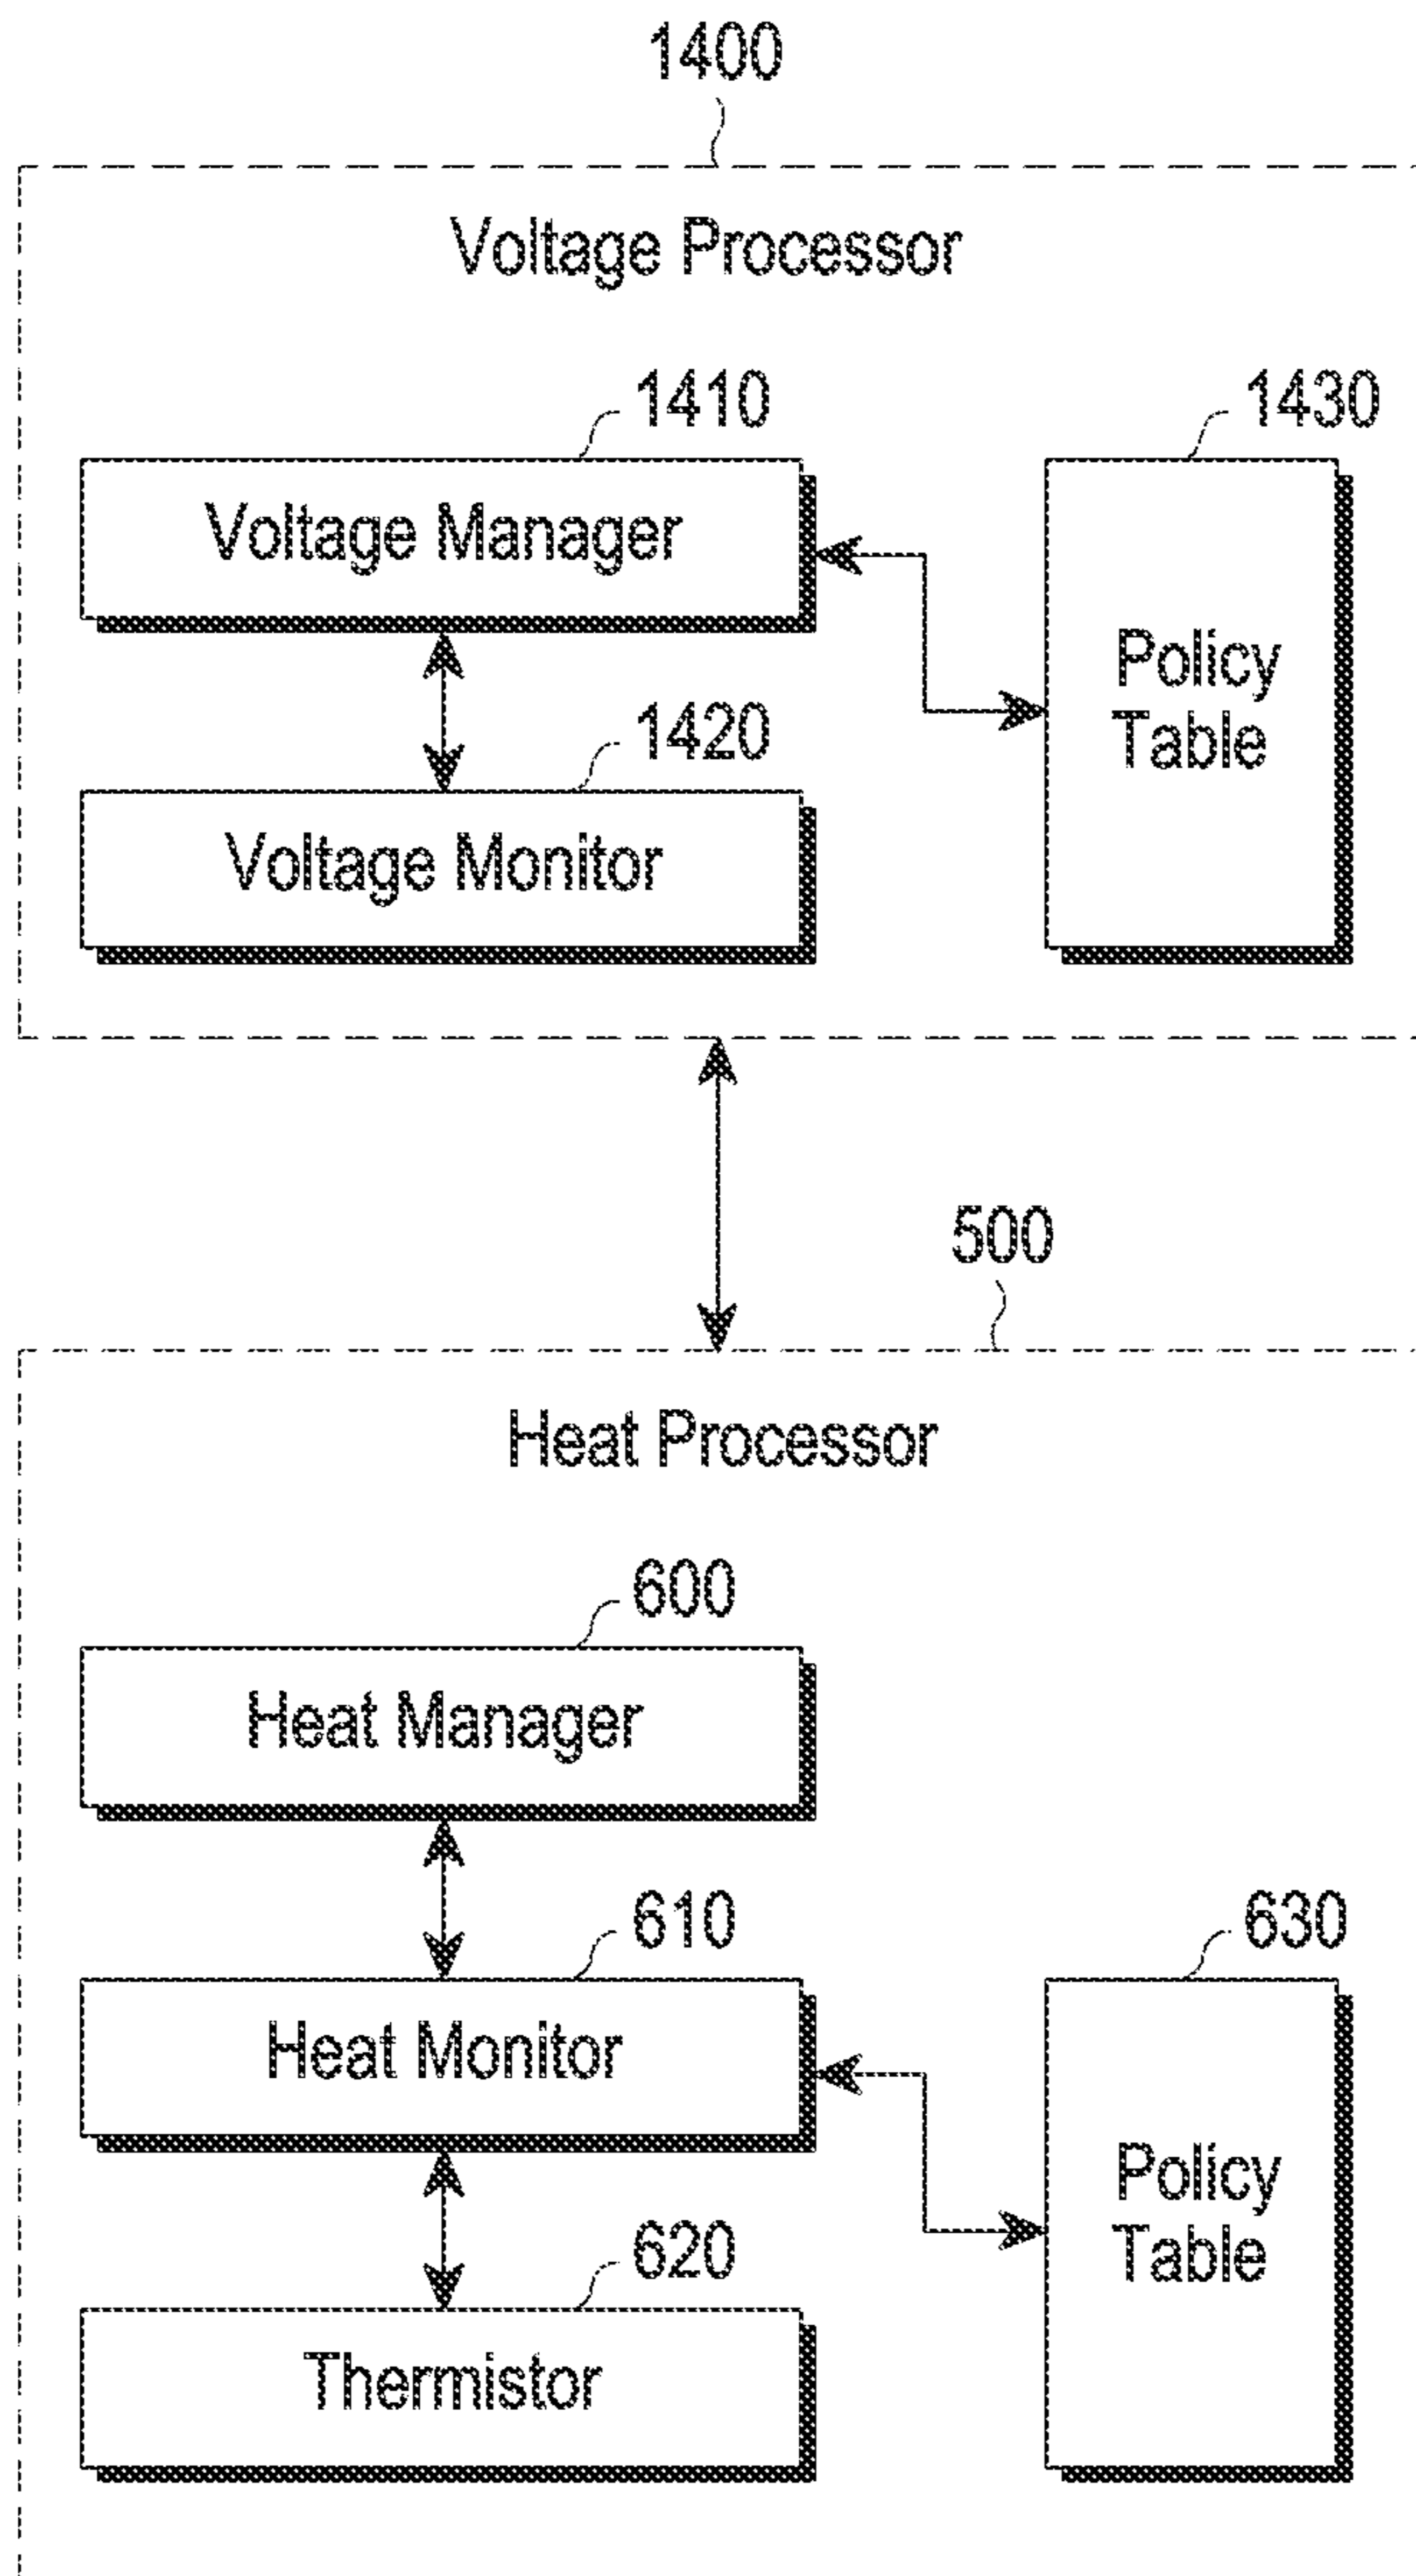 1400
Voltage Processor
1410
1430
Voltage Manager
Policy
Table
1420
Voltage Monitor
500
Heat Processor
600
Heat Manager
610
630
Heat Monitor
Policy
Table
620
Thermistor